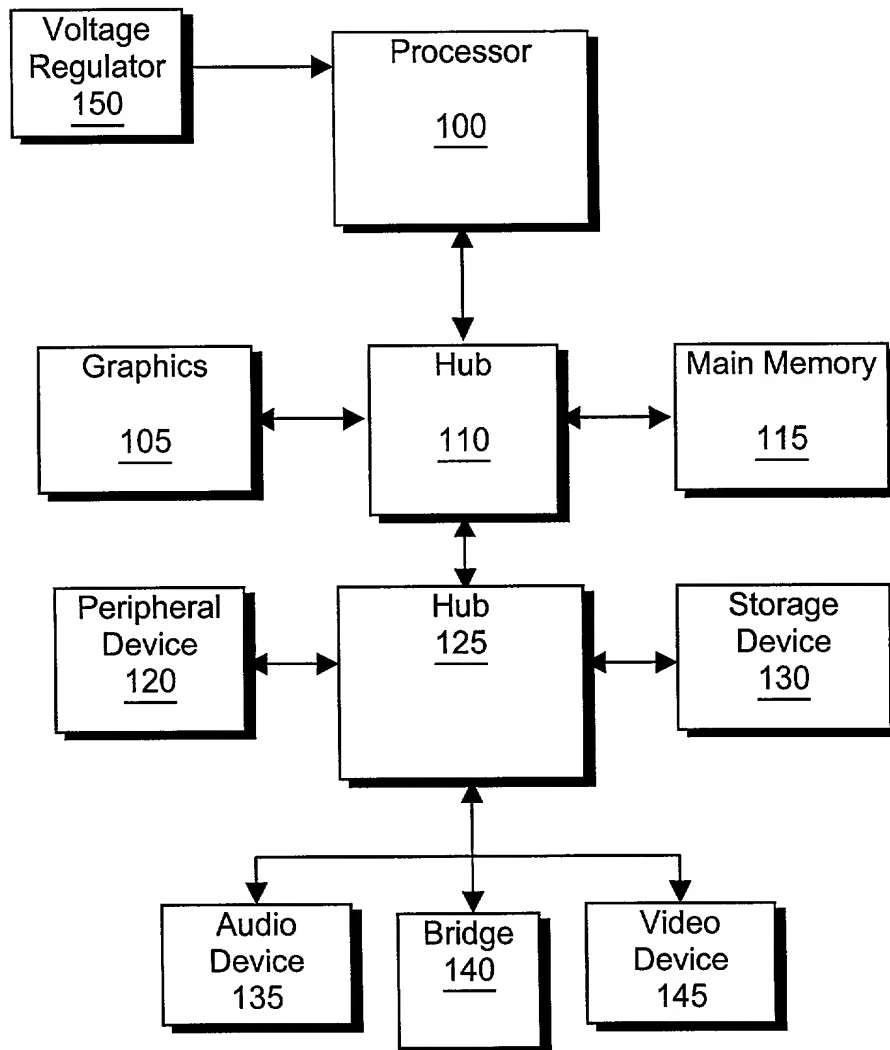 Voltage
Regulator
150
Processor
100
Graphics
105
Hub
110
Main Memory
115
Peripheral
Device
120
Hub
125
Storage
Device
130
Audio
Device
135
Bridge
140
Video
Device
145